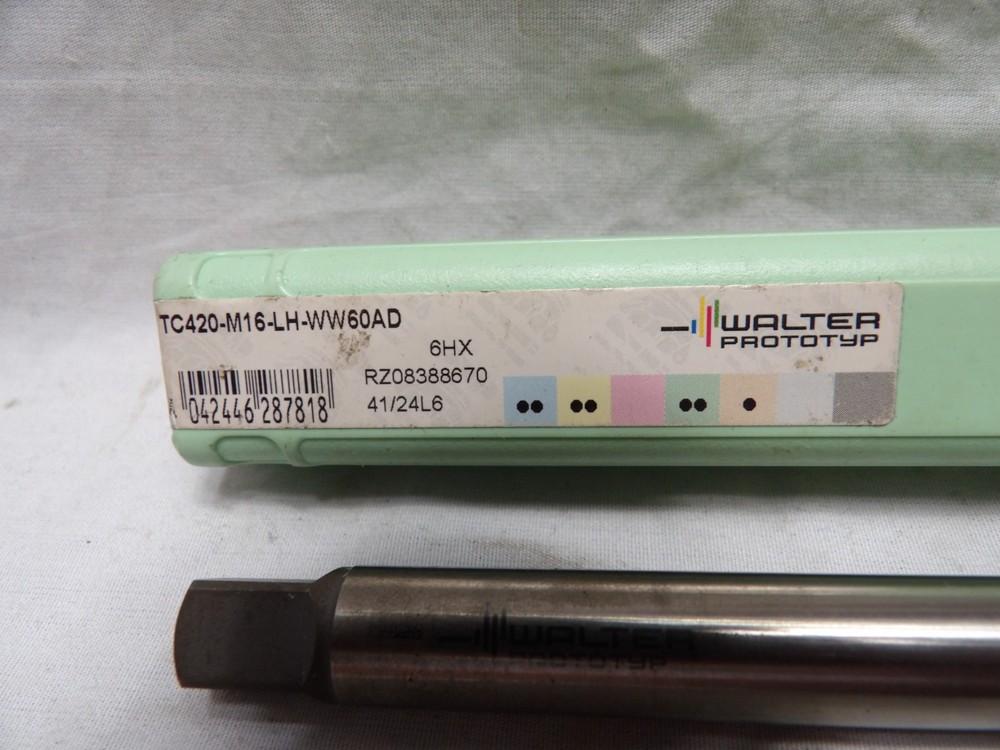 TC420-M16-LH-WW60AD
6HX
RZ08388670
41/24L6
042446 287818
WALTER
PROTOTYP
WALTER
PROTOTYP